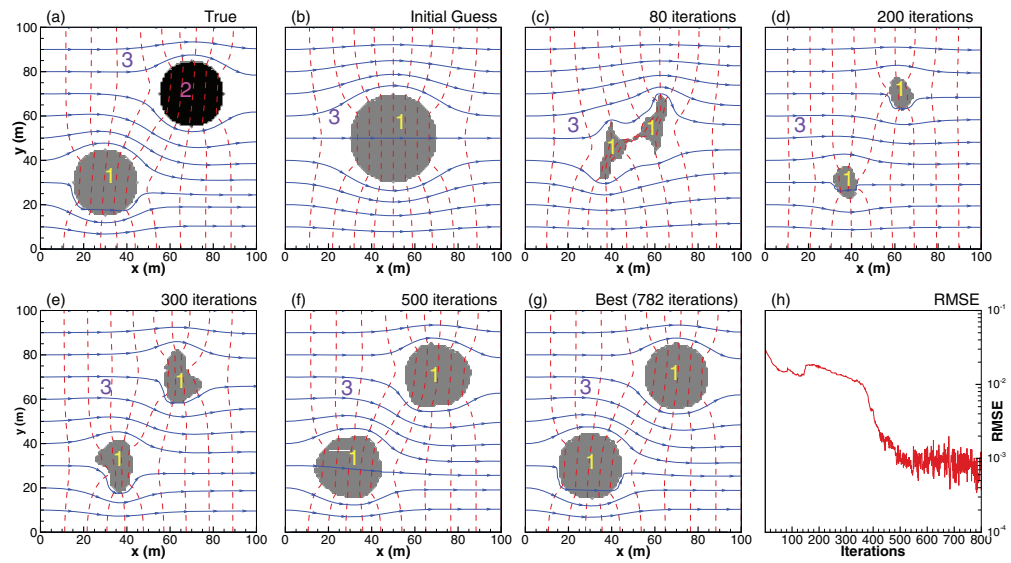 (a) True
(b) Initial Guess
(c) 80 iterations
(d) 200 iterations
100
80
60
40
20
0
y (m)
3
2
1
3
1
3
1
1
3
1
1
0 20 40 60 80 100
0 20 40 60 80 100
0 20 40 60 80 100
0 20 40 60 80 100
x (m)
x (m)
x (m)
x (m)
(e) 300 iterations
(f) 500 iterations
(g) Best (782 iterations)
(h) RMSE
100
80
60
40
20
0
y (m)
3
1
1
3
1
1
3
1
1
10-1
10-2
10-3
10-4
RMSE
0 20 40 60 80 100
0 20 40 60 80 100
0 20 40 60 80 100
100 200 300 400 500 600 700 800
x (m)
x (m)
x (m)
Iterations